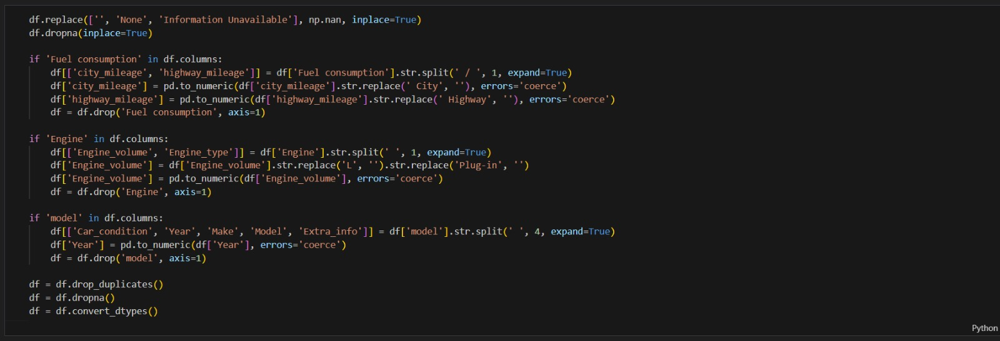 df.replace(['', 'None', 'Information Unavailable'], np.nan, inplace=True)
df.dropna(inplace=True)
if 'Fuel consumption' in df.columns:
df[['city_mileage', 'highway_mileage']] = df['Fuel consumption'].str.split(' / ', 1, expand=True)
df['city_mileage'] = pd.to_numeric(df['city_mileage'].str.replace(' City', ''), errors='coerce')
df['highway_mileage'] = pd.to_numeric(df['highway_mileage'].str.replace(' Highway', ''), errors='coerce')
df = df.drop('Fuel consumption', axis=1)
if 'Engine' in df.columns:
df[['Engine_volume', 'Engine_type']] = df['Engine'].str.split(' ', 1, expand=True)
df['Engine_volume'] = df['Engine_volume'].str.replace('L', '').str.replace('Plug-in', '')
df['Engine_volume'] = pd.to_numeric(df['Engine_volume'], errors='coerce')
df = df.drop('Engine', axis=1)
if 'model' in df.columns:
df[['Car_condition', 'Year', 'Make', 'Model', 'Extra_info']] = df['model'].str.split(' ', 4, expand=True)
df['Year'] = pd.to_numeric(df['Year'], errors='coerce')
df = df.drop('model', axis=1)
df = df.drop_duplicates()
df = df.dropna()
df = df.convert_dtypes()
Python